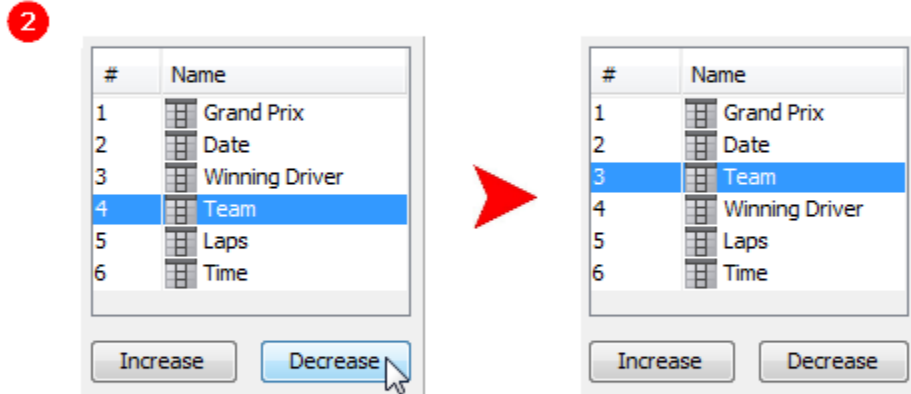 2
# Name
1 Grand Prix
2 Date
3 Winning Driver
4 Team
5 Laps
6 Time
Increase Decrease
# Name
1 Grand Prix
2 Date
3 Team
4 Winning Driver
5 Laps
6 Time
Increase Decrease